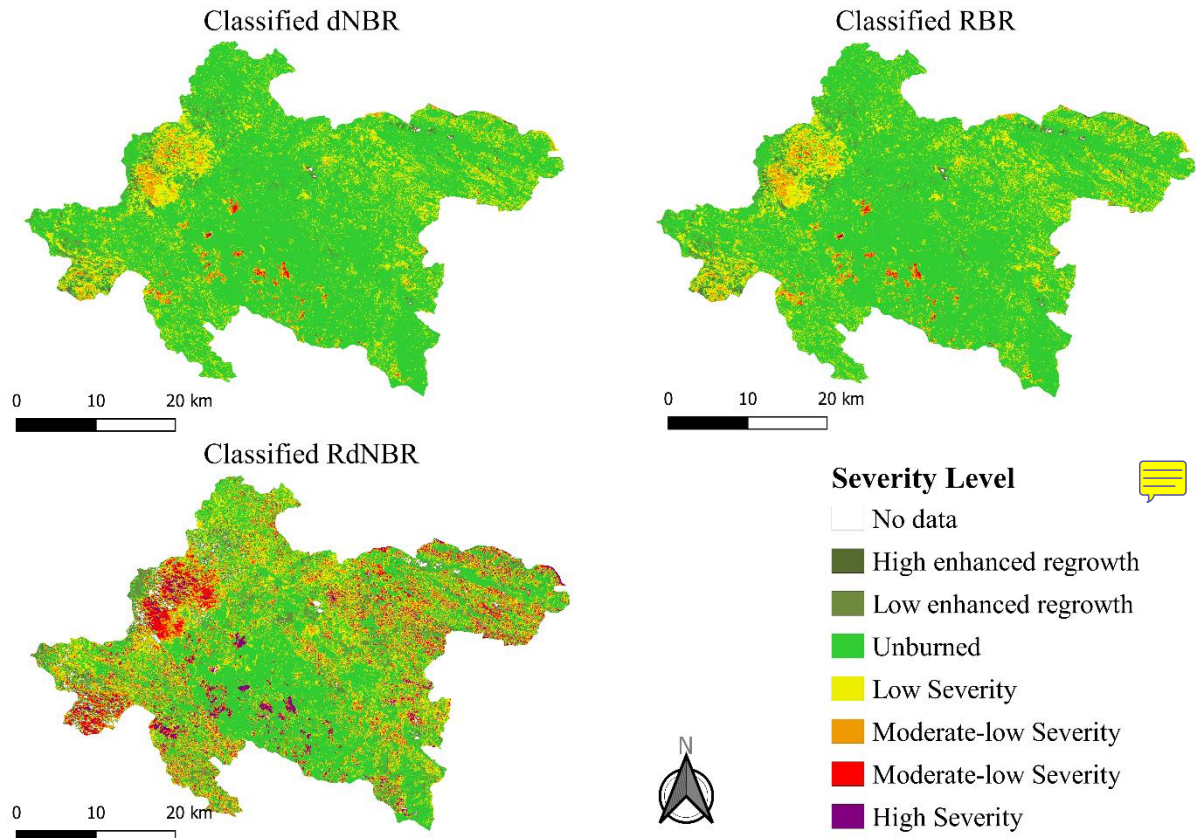 Classified dNBR
Classified RBR
0 10 20 km
0 10 20 km
Classified RdNBR
0 10 20 km
Severity Level
No data
High enhanced regrowth
Low enhanced regrowth
Unburned
Low Severity
Moderate-low Severity
Moderate-low Severity
High Severity
N